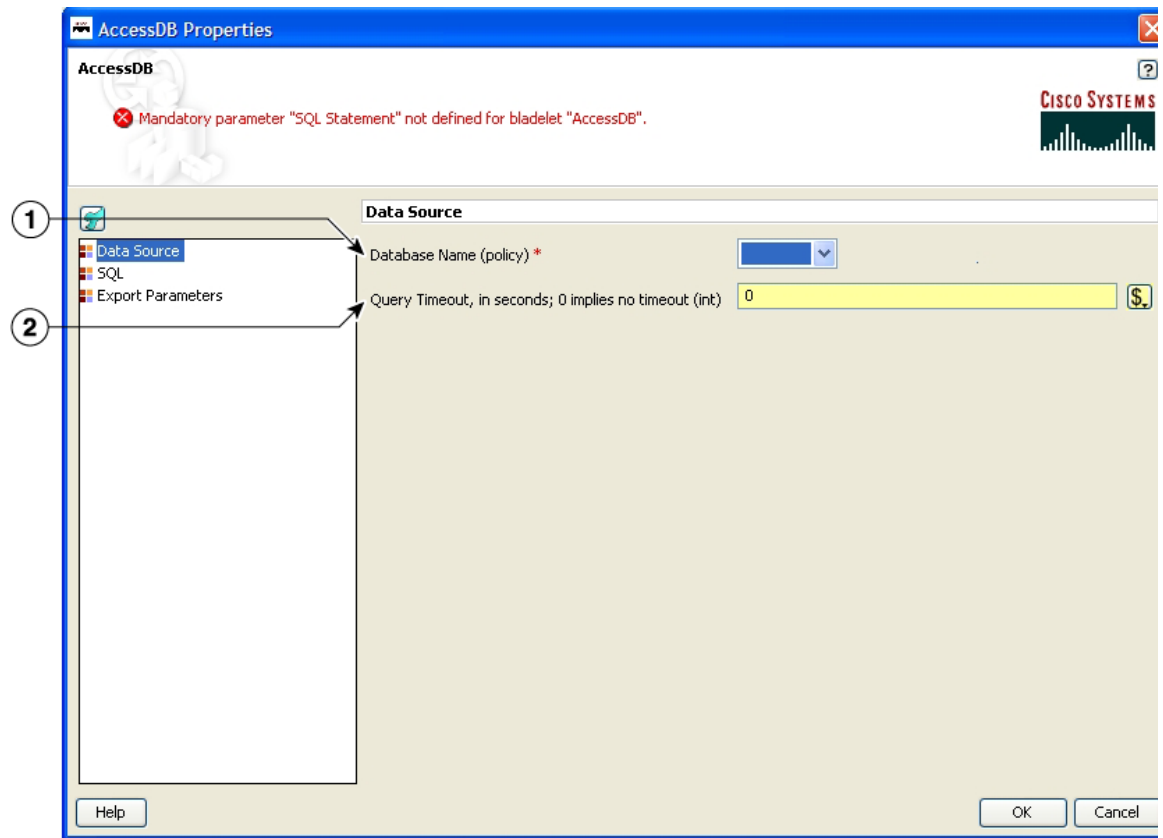 AccessDB Properties
AccessDB
Mandatory parameter "SQL Statement" not defined for bladelet "AccessDB".
?
CISCO SYSTEMS
1
Data Source
Data Source
SQL
Export Parameters
Database Name (policy) *
2
Query Timeout, in seconds; 0 implies no timeout (int)
0
$
Help
OK
Cancel